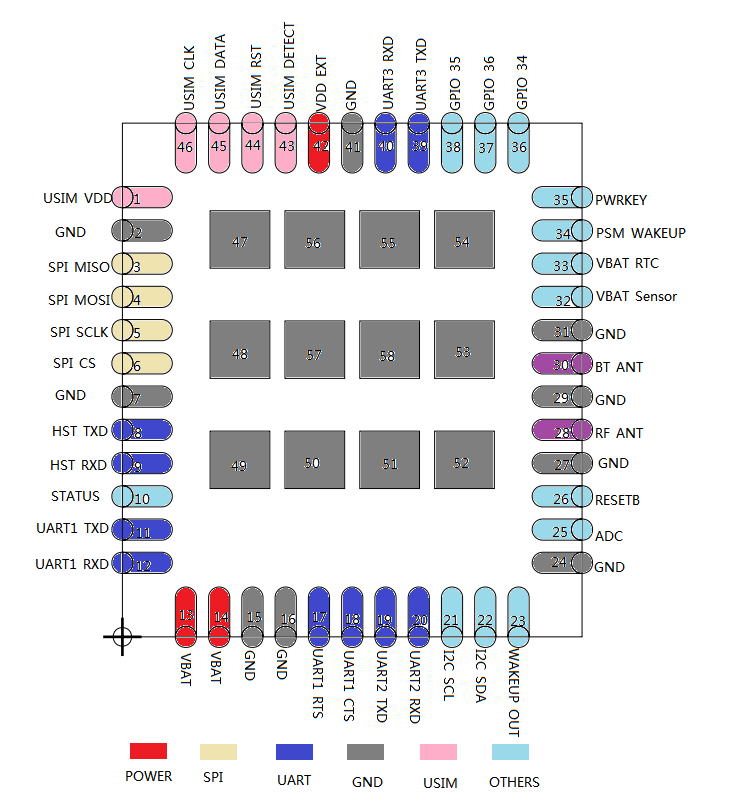 USIM CLK
USIM DATA
USIM RST
USIM DETECT
VDD EXT
GND
UART3 RXD
UART3 TXD
GPIO 35
GPIO 36
GPIO 34
46
45
44
43
42
41
40
39
38
37
36
USIM VDD
1
GND
2
SPI MISO
3
SPI MOSI
4
SPI SCLK
5
SPI CS
6
GND
7
HST TXD
8
HST RXD
9
STATUS
10
UART1 TXD
11
UART1 RXD
12
47
56
55
54
48
57
58
53
49
50
51
52
35
PWRKEY
34
PSM WAKEUP
33
VBAT RTC
32
VBAT Sensor
31
GND
30
BT ANT
29
GND
28
RF ANT
27
GND
26
RESETB
25
ADC
24
GND
13
14
15
16
17
18
19
20
21
22
23
VBAT
VBAT
GND
GND
UART1 RTS
UART1 CTS
UART2 TXD
UART2 RXD
I2C SCL
I2C SDA
WAKEUP OUT
POWER
SPI
UART
GND
USIM
OTHERS